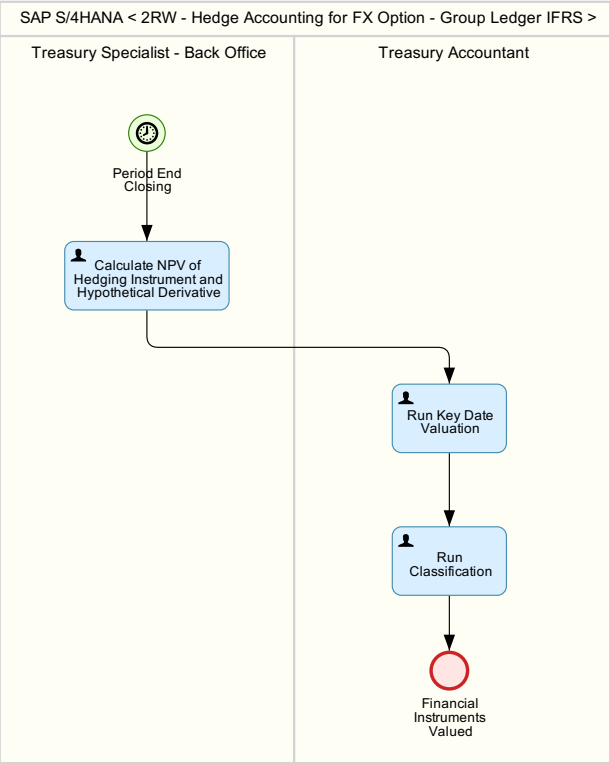 SAP S/4HANA < 2RW - Hedge Accounting for FX Option - Group Ledger IFRS >
Treasury Specialist - Back Office
Treasury Accountant
Period End
Closing
Calculate NPV of
Hedging Instrument and
Hypothetical Derivative
Run Key Date
Valuation
Run
Classification
Financial
Instruments
Valued